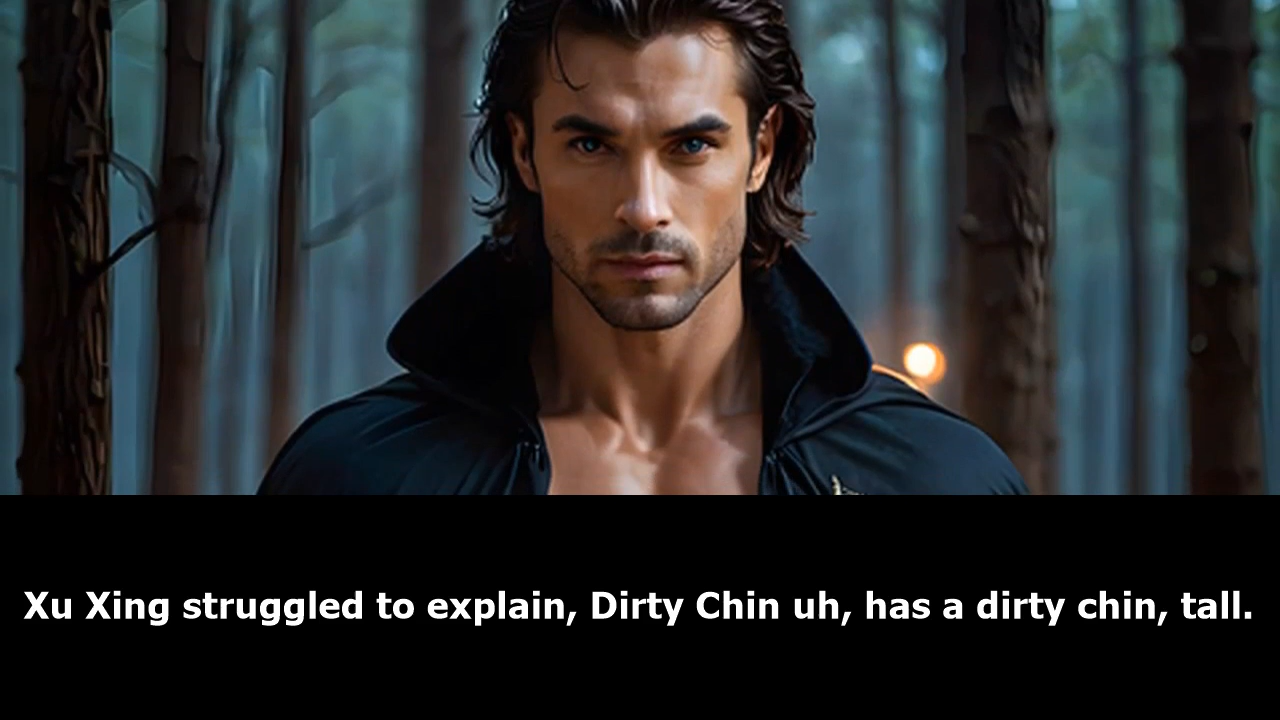 Xu Xing struggled to explain, Dirty Chin uh, has a dirty chin, tall.